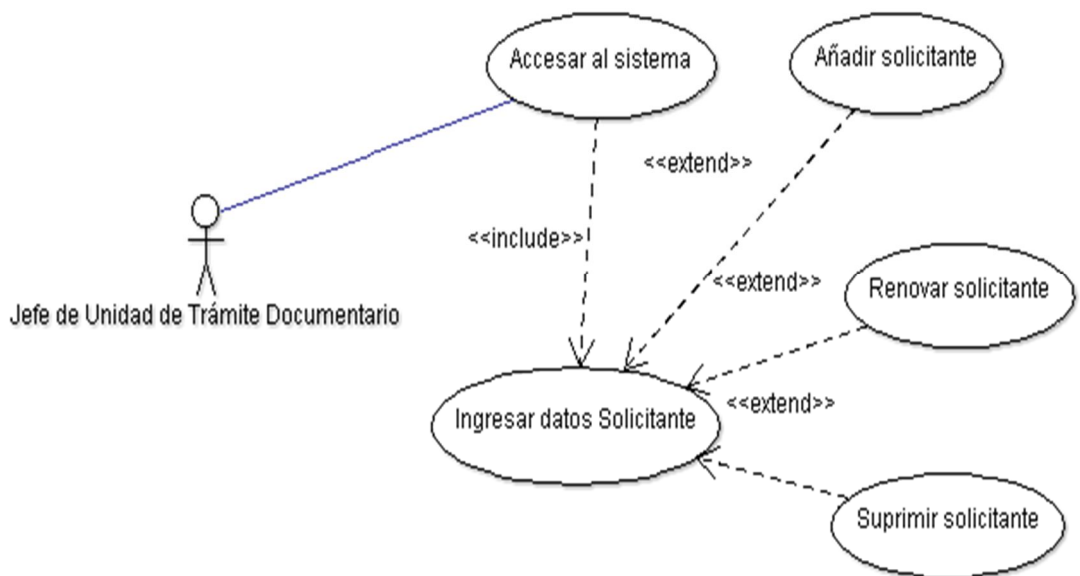 Accesar al sistema
Añadir solicitante
<<extend>>
<<include>>
<<extend>>
Renovar solicitante
Jefe de Unidad de Trámite Documentario
<<extend>>
Ingresar datos Solicitante
Suprimir solicitante